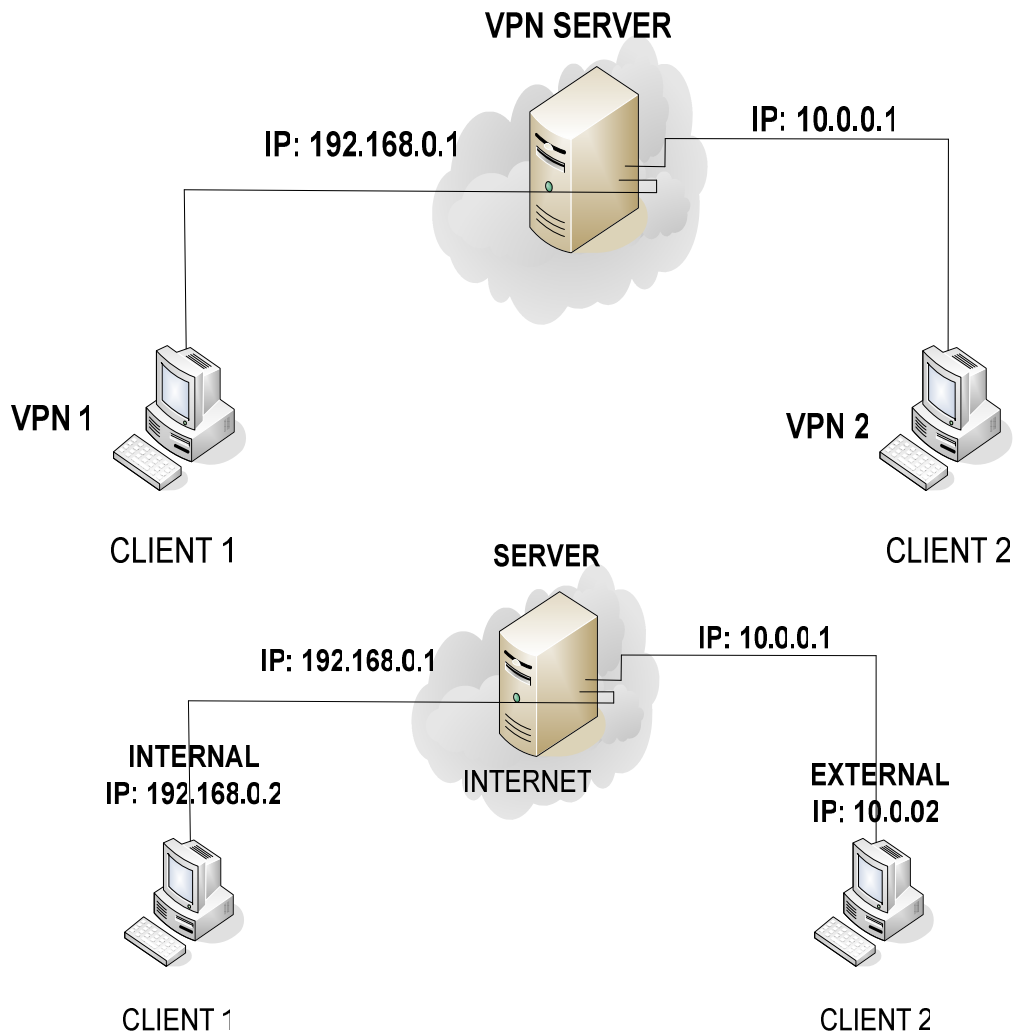 VPN SERVER
IP: 192.168.0.1
IP: 10.0.0.1
VPN 1
VPN 2
CLIENT 1
CLIENT 2
SERVER
IP: 192.168.0.1
IP: 10.0.0.1
INTERNET
INTERNAL
IP: 192.168.0.2
EXTERNAL
IP: 10.0.02
CLIENT 1
CLIENT 2